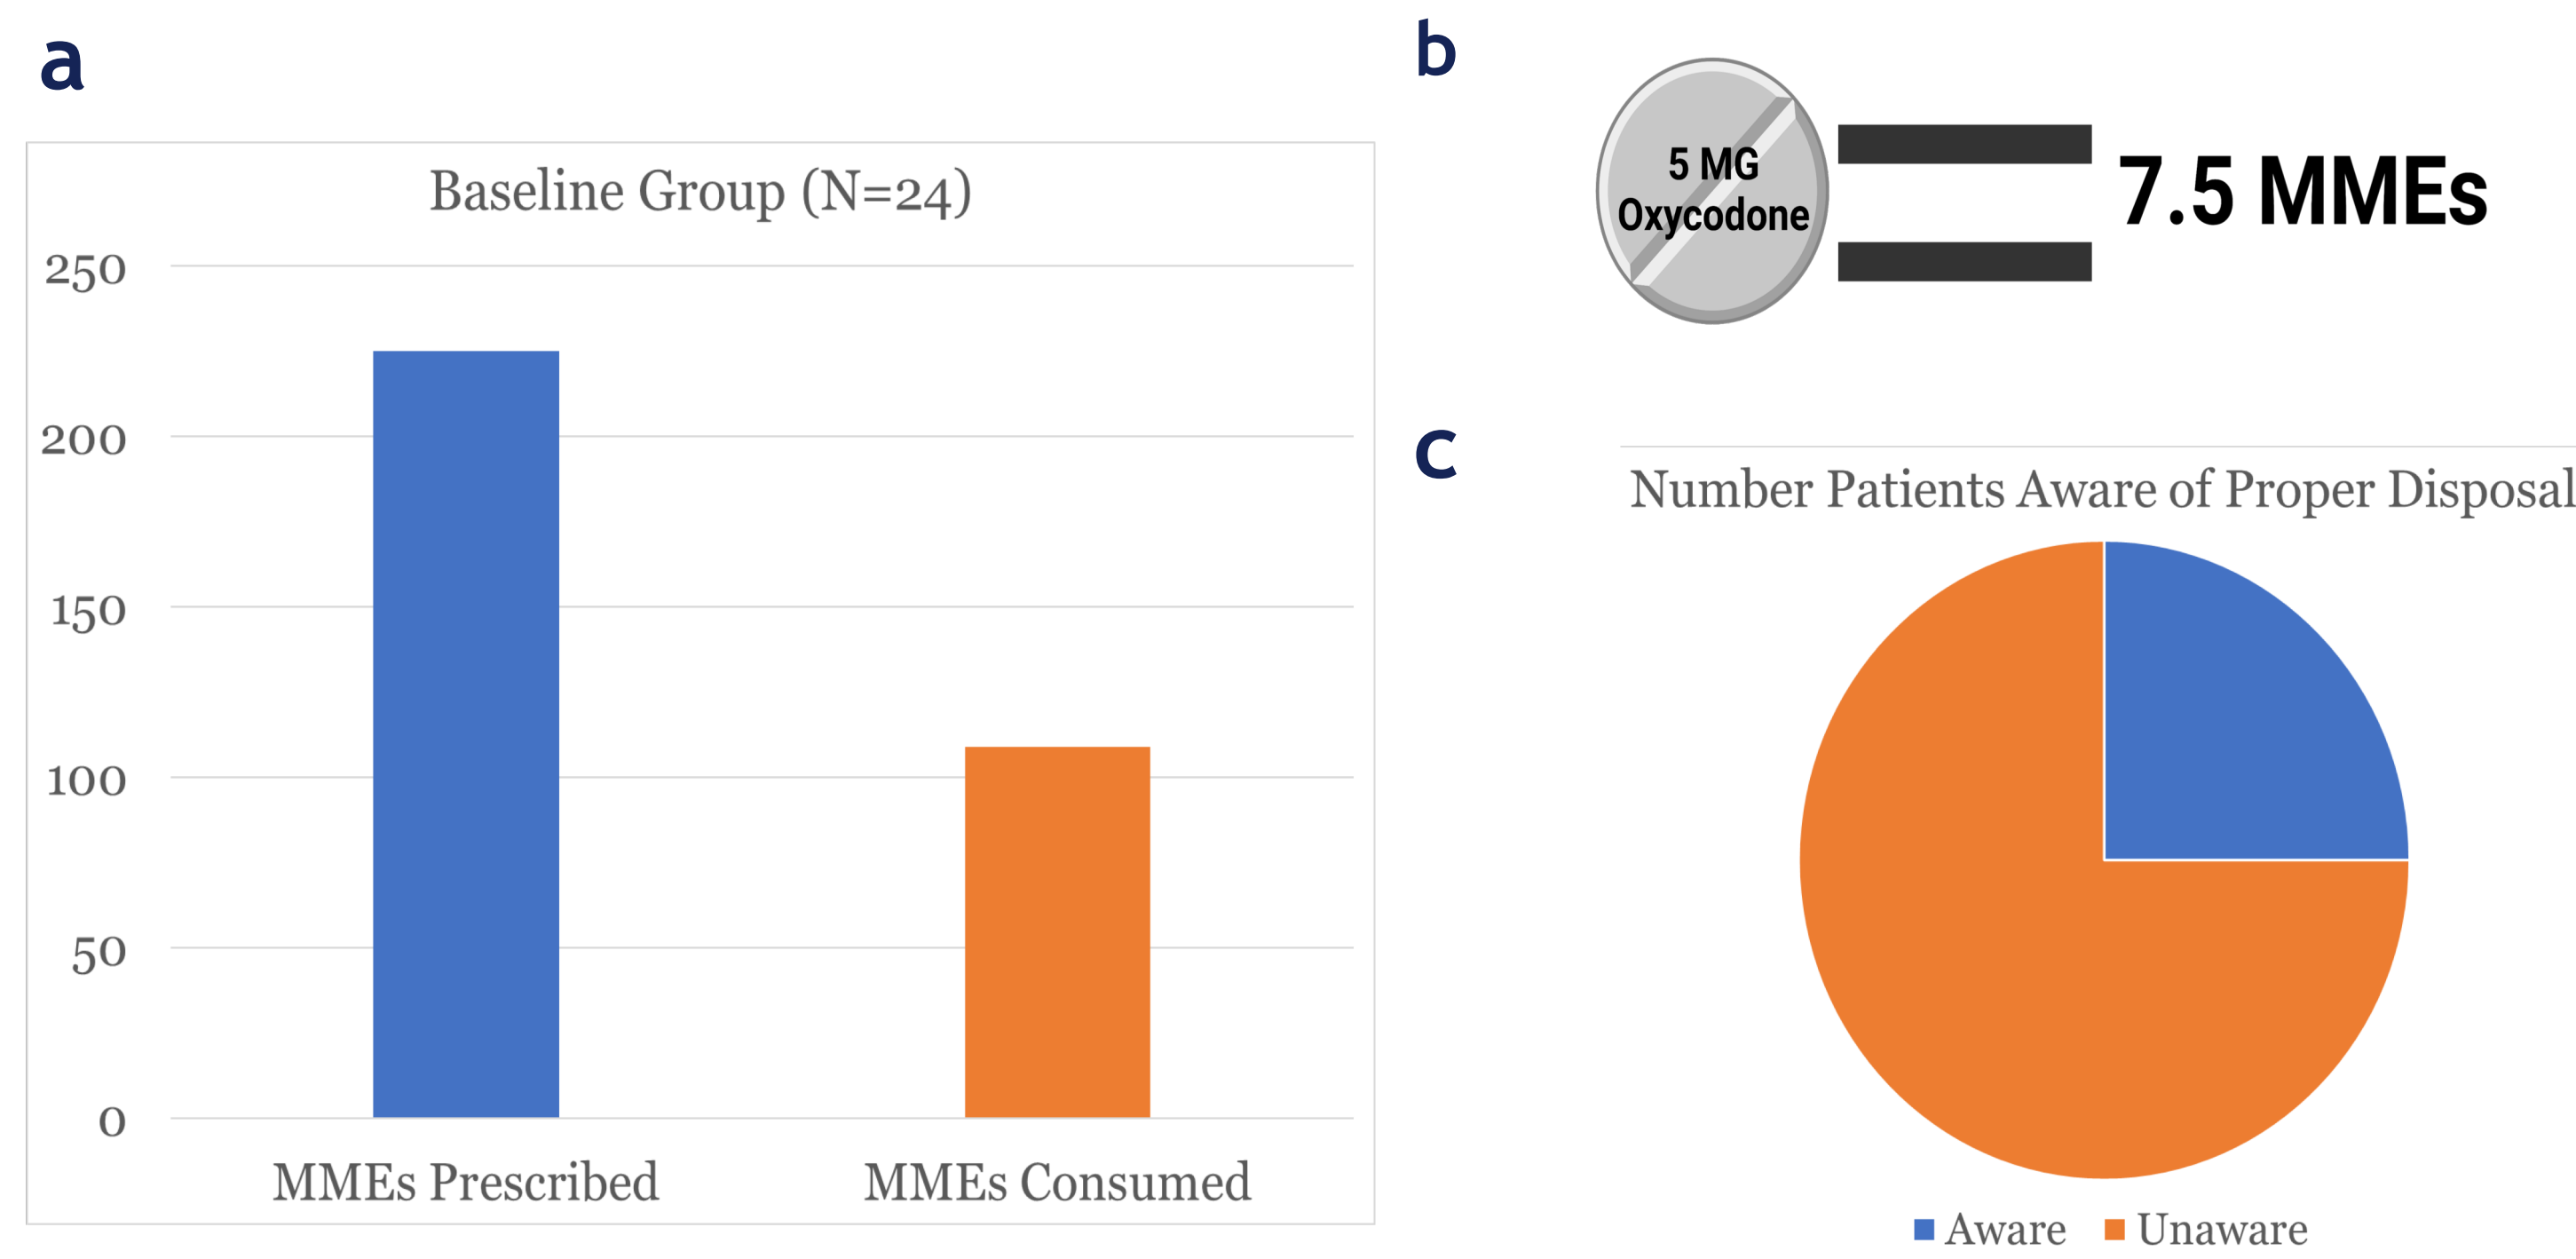 a
Baseline Group (N=24)
250
200
150
100
50
0
MMEs Prescribed
MMEs Consumed
b
5 MG
Oxycodone
7.5 MMEs
c
Number Patients Aware of Proper Disposal
Aware
Unaware